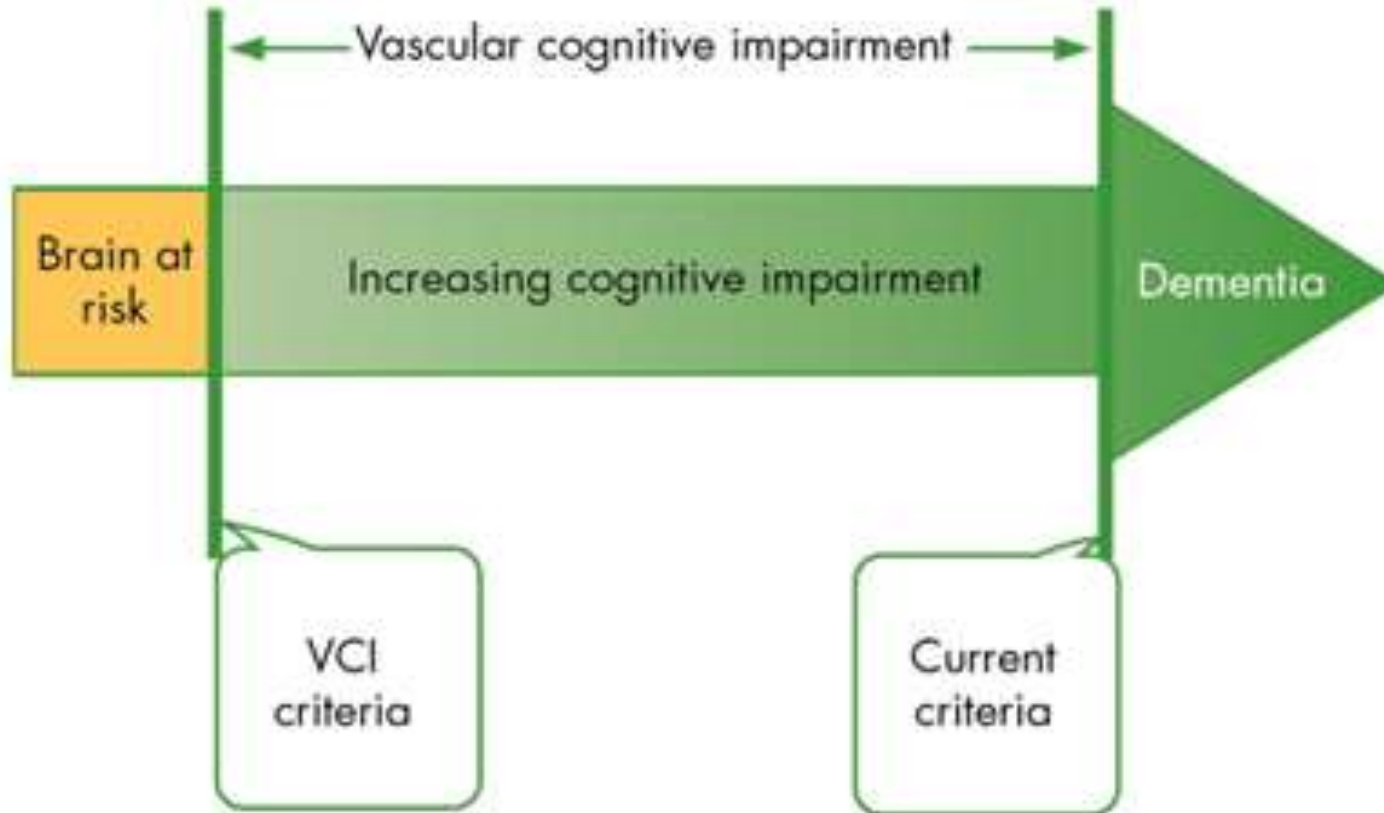 Vascular cognitive impairment
Brain at
risk
Increasing cognitive impairment
Dementia
VCI
criteria
Current
criteria